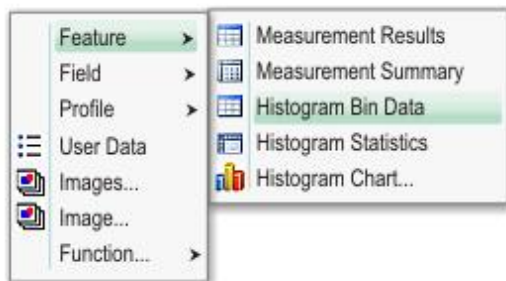 Feature
Field
Profile
User Data
Images...
Image...
Function...
Measurement Results
Measurement Summary
Histogram Bin Data
Histogram Statistics
Histogram Chart...